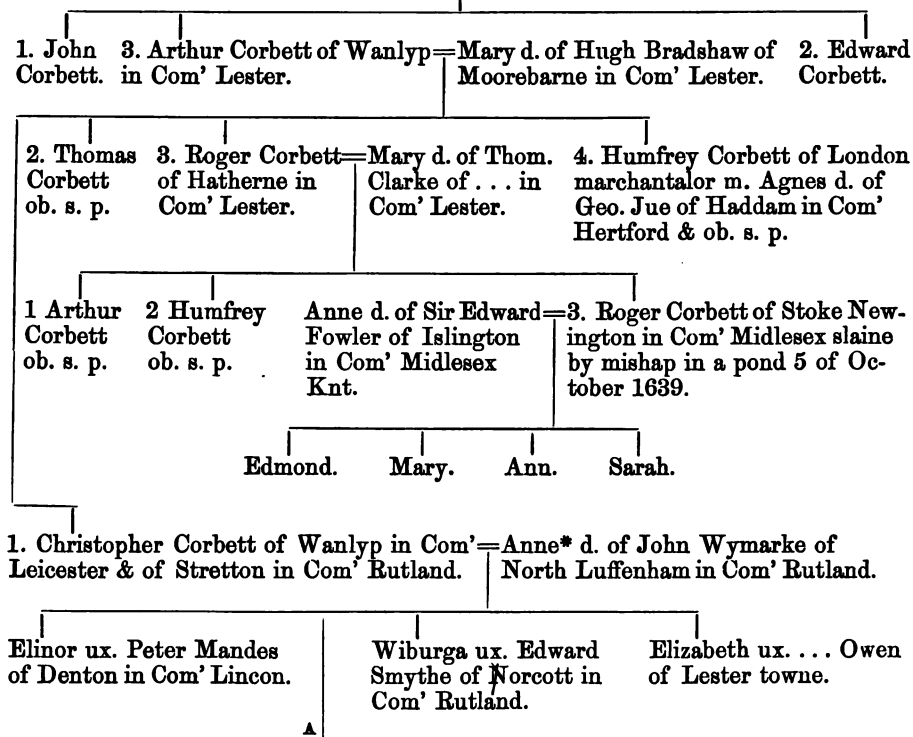 1. John
Corbett.
3. Arthur Corbett of Wanlyp=Mary d. of Hugh Bradshaw of
in Com' Lester.
Moorebarne in Com' Lester.
2. Edward
Corbett.
2. Thomas
Corbett
ob. s. p.
3. Roger Corbett=Mary d. of Thom.
of Hatherne in
Com' Lester.
Clarke of . . . in
Com' Lester.
4. Humfrey Corbett of London
marchantalor m. Agnes d. of
Geo. Jue of Haddam in Com'
Hertford & ob. s. p.
1 Arthur
Corbett
ob. s. p.
2 Humfrey
Corbett
ob. s. p.
Anne d. of Sir Edward=3. Roger Corbett of Stoke New-
Fowler of Islington
in Com' Midlesex
Knt.
ington in Com' Midlesex slaine
by mishap in a pond 5 of Oc-
tober 1639.
Edmond. Mary. Ann. Sarah.
1. Christopher Corbett of Wanlyp in Com'=Anne* d. of John Wymarke of
Leicester & of Stretton in Com' Rutland.
North Luffenham in Com' Rutland.
Elinor ux. Peter Mandes
of Denton in Com' Lincon.
A
Wiburga ux. Edward
Smythe of Norcott in
Com' Rutland.
Elizabeth ux. . . . Owen
of Lester towne.